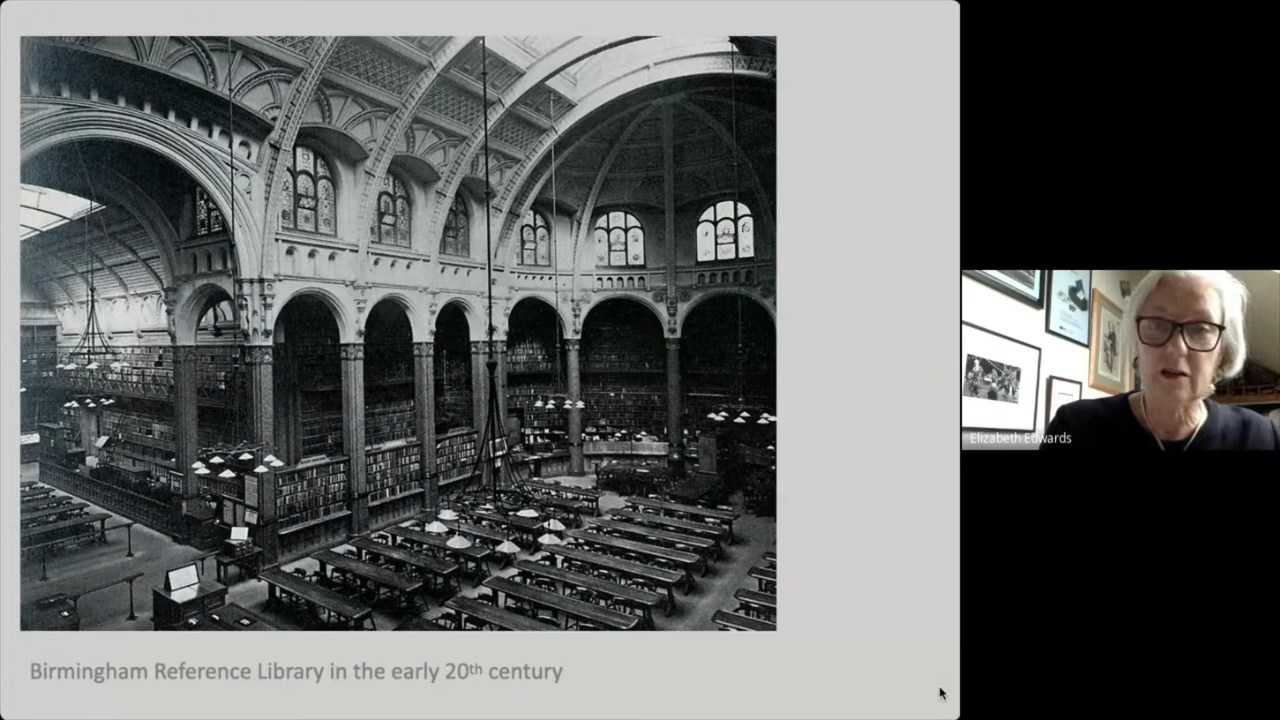 Birmingham Reference Library in the early 20th century
Elizabeth Edwards